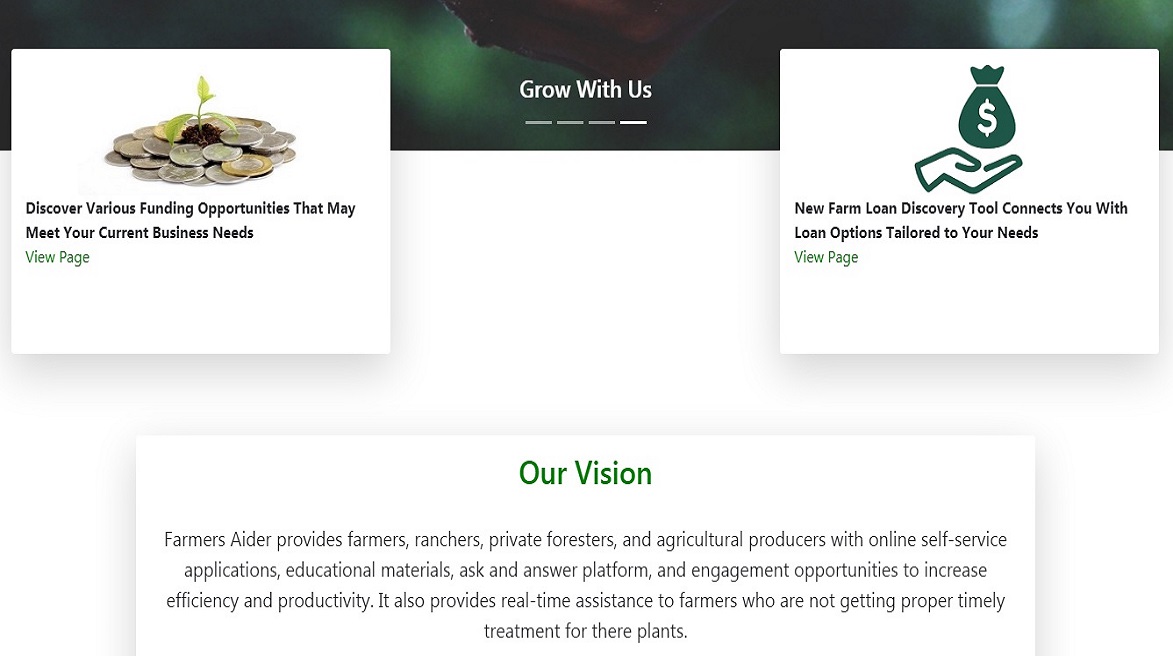 Grow With Us
$
Discover Various Funding Opportunities That May
Meet Your Current Business Needs
View Page
New Farm Loan Discovery Tool Connects You With
Loan Options Tailored to Your Needs
View Page
Our Vision
Farmers Aider provides farmers, ranchers, private foresters, and agricultural producers with online self-service
applications, educational materials, ask and answer platform, and engagement opportunities to increase
efficiency and productivity. It also provides real-time assistance to farmers who are not getting proper timely
treatment for there plants.